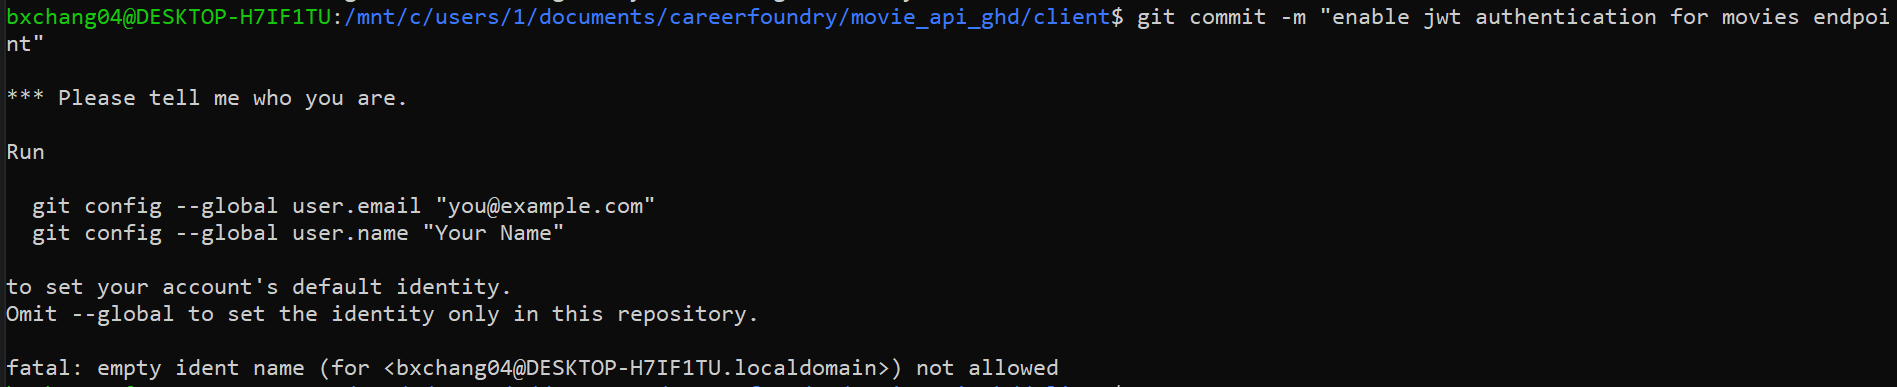 bxchang04@DESKTOP-H7IF1TU:/mnt/c/users/1/documents/careerfoundry/movie_api_ghd/client$ git commit -m "enable jwt authentication for movies endpoi
nt"
*** Please tell me who you are.
Run
git config --global user.email "you@example.com"
git config --global user.name "Your Name"
to set your account's default identity.
Omit --global to set the identity only in this repository.
fatal: empty ident name (for <bxchang04@DESKTOP-H7IF1TU.localdomain>) not allowed